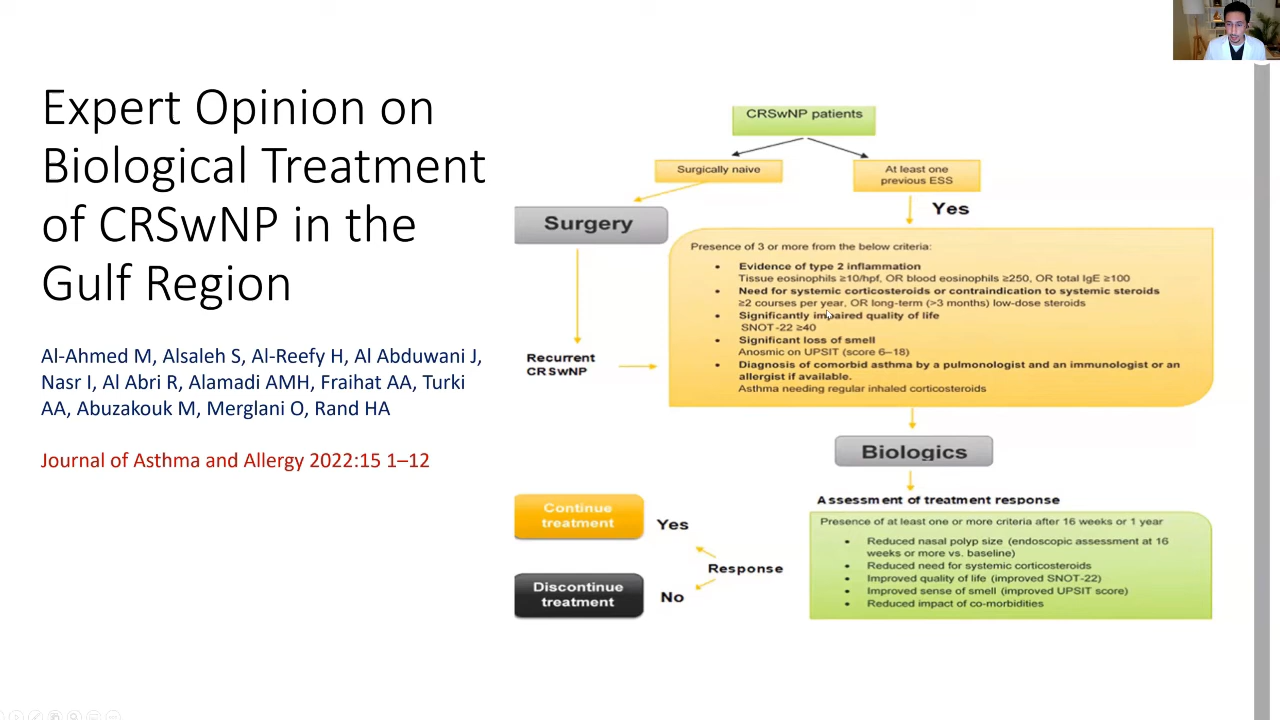 Expert Opinion on
Biological Treatment
of CRSwNP in the
Gulf Region
Al-Ahmed M, Alsaleh S, Al-Reefy H, Al Abduwani J,
Nasr I, Al Abri R, Alamadi AMH, Fraihat AA, Turki
AA, Abuzakouk M, Merglani O, Rand HA
Journal of Asthma and Allergy 2022:15 1–12
CRSwNP patients
Surgically naive
At least one
previous ESS
Yes
Surgery
Presence of 3 or more from the below criteria:
• Evidence of type 2 inflammation
Tissue eosinophils ≥10/hpf, OR blood eosinophils ≥250, OR total IgE ≥100
• Need for systemic corticosteroids or contraindication to systemic steroids
≥2 courses per year, OR long-term (>3 months) low-dose steroids
• Significantly impaired quality of life
SNOT-22 ≥40
• Significant loss of smell
Anosmic on UPSIT (score 6–18)
• Diagnosis of comorbid asthma by a pulmonologist and an immunologist or an
allergist if available.
Asthma needing regular inhaled corticosteroids
Recurrent
CRSwNP
Biologics
Assessment of treatment response
Presence of at least one or more criteria after 16 weeks or 1 year
• Reduced nasal polyp size (endoscopic assessment at 16
weeks or more vs. baseline)
• Reduced need for systemic corticosteroids
• Improved quality of life (improved SNOT-22)
• Improved sense of smell (improved UPSIT score)
• Reduced impact of co-morbidities
Response
Yes
Continue
treatment
No
Discontinue
treatment